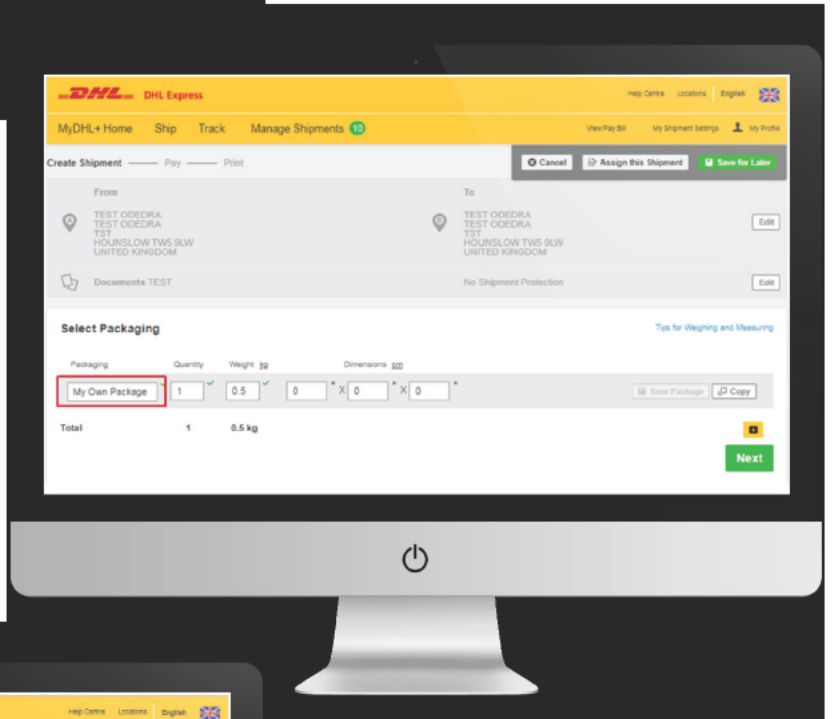 DHL DHL Express Help Centre Locations English
MyDHL+ Home Ship Track Manage Shipments 10 View/Pay Bill My Shipment Settings My Profile
Create Shipment Pay Print Cancel Assign this Shipment Save for Later
From To
TEST ODEDRA TEST ODEDRA
TEST ODEDRA TEST ODEDRA
TST TST
HOUNSLOW TW5 9LW HOUNSLOW TW5 9LW
UNITED KINGDOM UNITED KINGDOM
Edit
Documents TEST No Shipment Protection Edit
Select Packaging Tips for Weighing and Measuring
Packaging Quantity Weight kg Dimensions cm
My Own Package 1 0.5 0 * X 0 * X 0 * Save Package Copy
Total 1 0.5 kg
Next
Help Centre Locations English